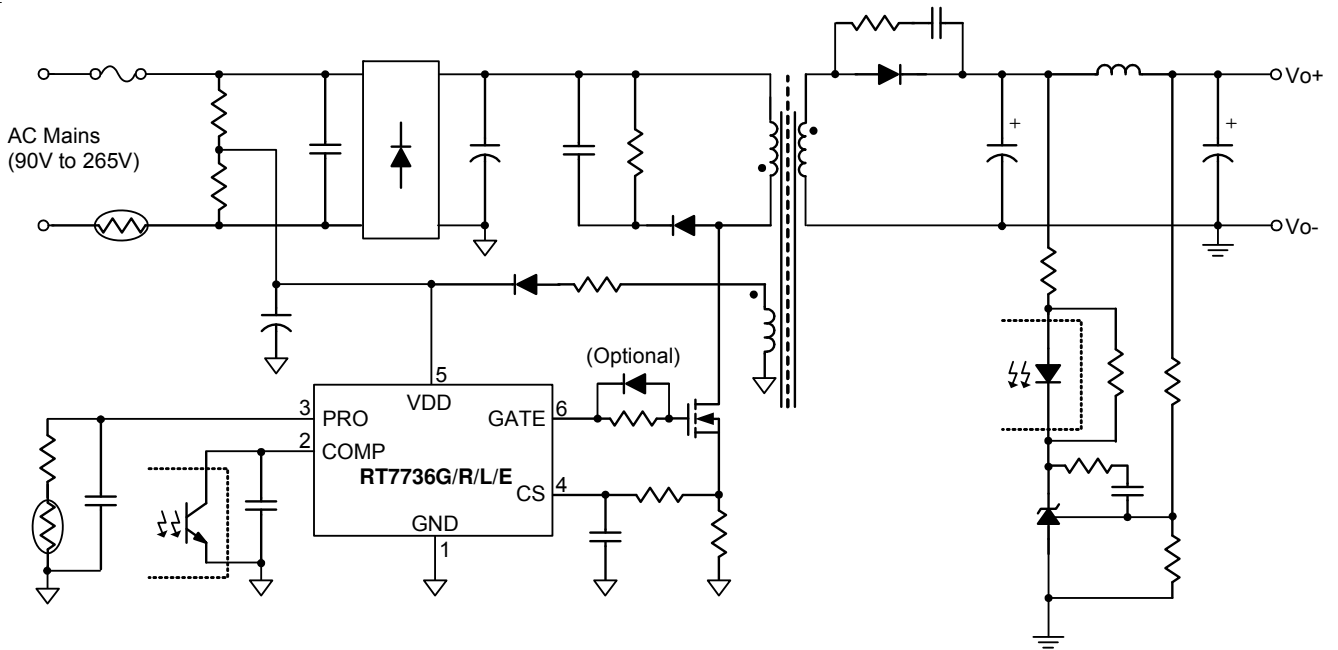 +
Vo+
+
AC Mains
(90V to 265V)
Vo-
(Optional)
5
VDD
3
PRO
GATE
6
2
COMP
RT7736G/R/L/E
CS
4
GND
1